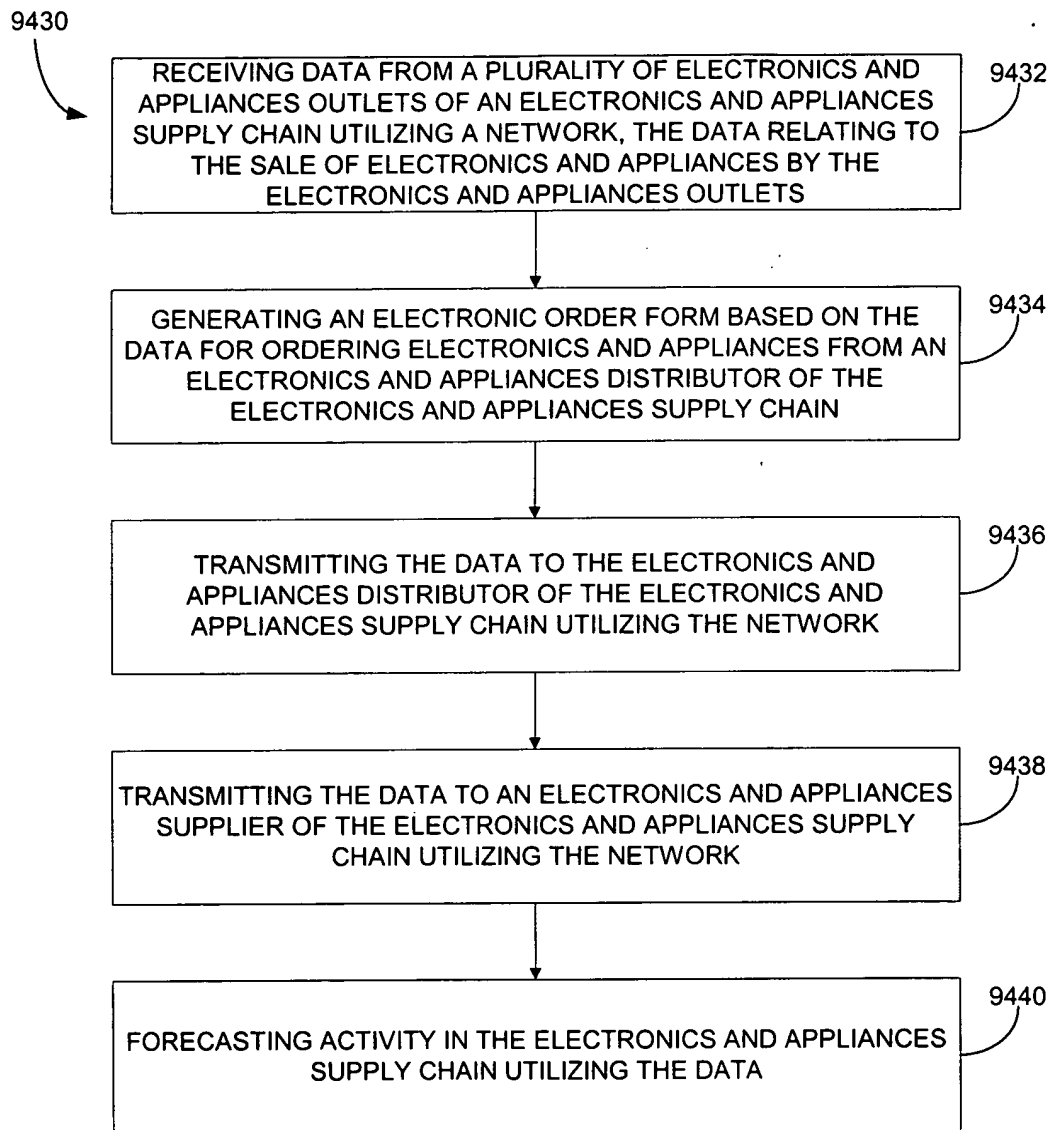 9430
RECEIVING DATA FROM A PLURALITY OF ELECTRONICS AND
APPLIANCES OUTLETS OF AN ELECTRONICS AND APPLIANCES
SUPPLY CHAIN UTILIZING A NETWORK, THE DATA RELATING TO
THE SALE OF ELECTRONICS AND APPLIANCES BY THE
ELECTRONICS AND APPLIANCES OUTLETS
9432
GENERATING AN ELECTRONIC ORDER FORM BASED ON THE
DATA FOR ORDERING ELECTRONICS AND APPLIANCES FROM AN
ELECTRONICS AND APPLIANCES DISTRIBUTOR OF THE
ELECTRONICS AND APPLIANCES SUPPLY CHAIN
9434
TRANSMITTING THE DATA TO THE ELECTRONICS AND
APPLIANCES DISTRIBUTOR OF THE ELECTRONICS AND
APPLIANCES SUPPLY CHAIN UTILIZING THE NETWORK
9436
TRANSMITTING THE DATA TO AN ELECTRONICS AND APPLIANCES
SUPPLIER OF THE ELECTRONICS AND APPLIANCES SUPPLY
CHAIN UTILIZING THE NETWORK
9438
FORECASTING ACTIVITY IN THE ELECTRONICS AND APPLIANCES
SUPPLY CHAIN UTILIZING THE DATA
9440